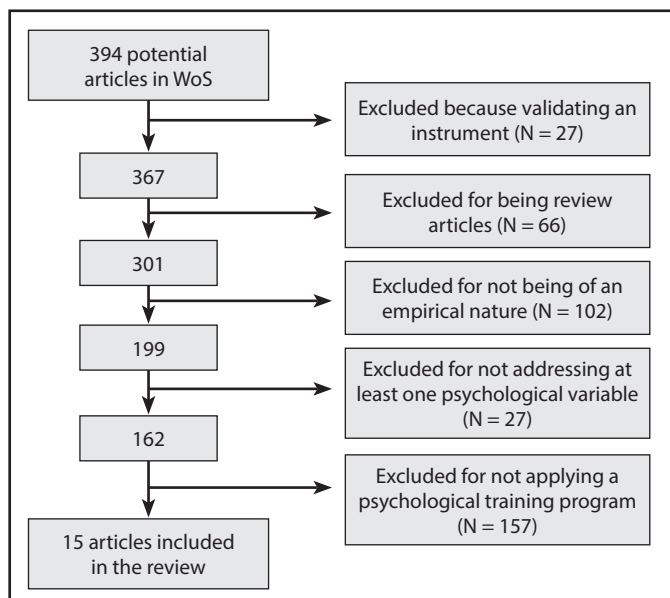 394 potential
articles in WoS
Excluded because validating an
instrument (N = 27)
367
Excluded for being review
articles (N = 66)
301
Excluded for not being of an
empirical nature (N = 102)
199
Excluded for not addressing at
least one psychological variable
(N = 27)
162
Excluded for not applying a
psychological training program
(N = 157)
15 articles included
in the review